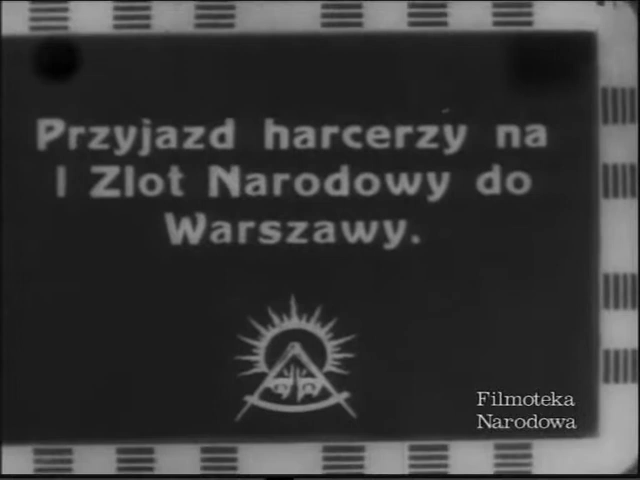 Przyjazd harcerzy na
I Zlot Narodowy do
Warszawy.
Filmoteka
Narodowa